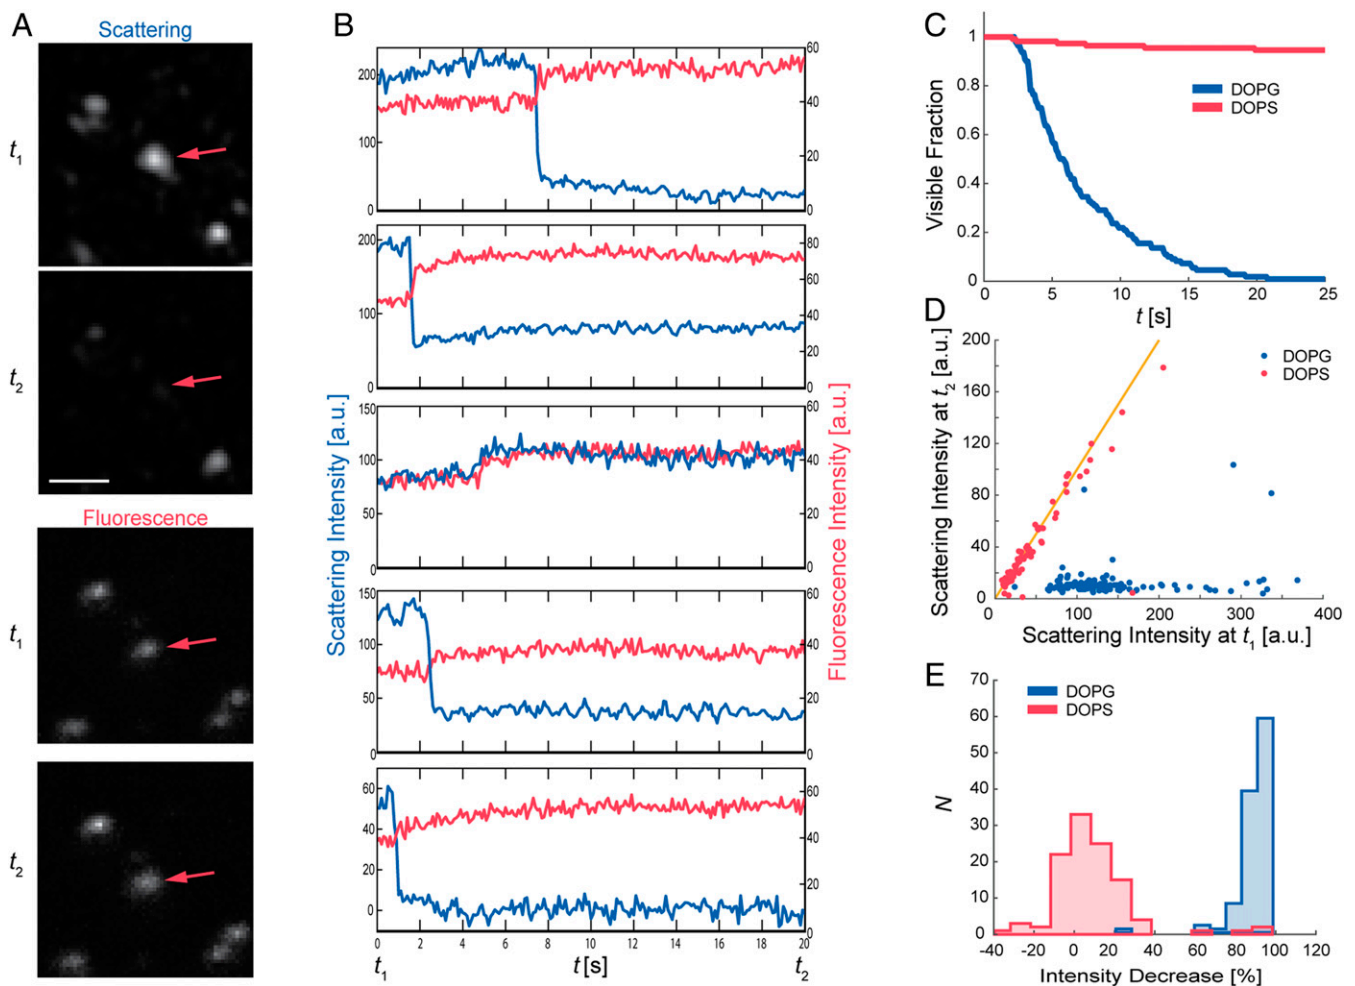 A
Scattering
t1
t2
Fluorescence
t1
t2
B
Scattering Intensity [a.u.]
Fluorescence Intensity [a.u.]
200
100
0
60
40
20
0
200
100
0
80
60
40
20
0
150
100
50
0
60
40
20
0
150
100
50
0
60
40
20
0
60
40
20
0
60
40
20
0
0 2 4 6 8 10 12 14 16 18 20
t1 t[s] t2
C
Visible Fraction
1
0.8
0.6
0.4
0.2
0
DOPG
DOPS
0 5 10 15 20 25
t [s]
D
Scattering Intensity at t2 [a.u.]
200
160
120
80
40
0
DOPG
DOPS
0 100 200 300 400
Scattering Intensity at t1 [a.u.]
E
N
70
60
50
40
30
20
10
0
DOPG
DOPS
-40 -20 0 20 40 60 80 100 120
Intensity Decrease [%]